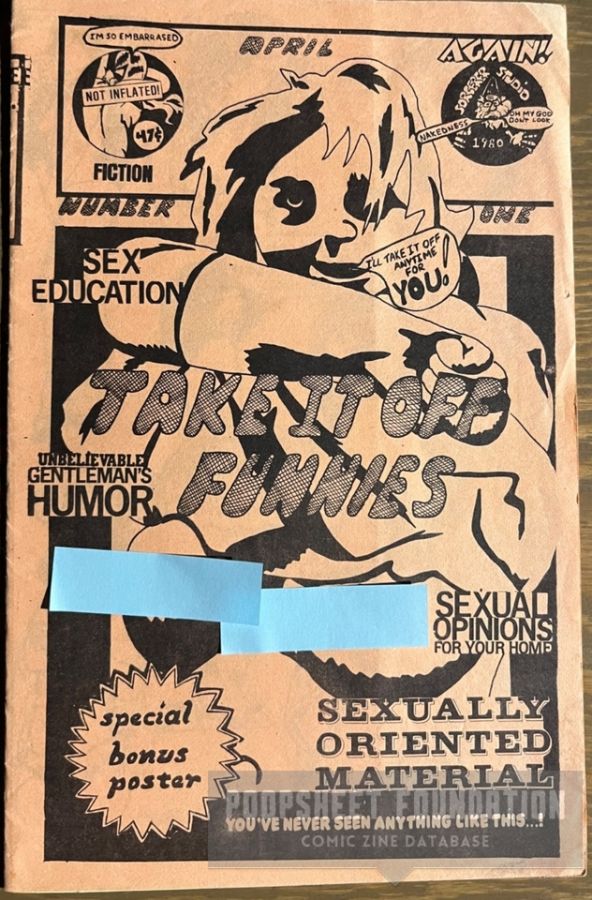 I'M SO EMBARRASED
NOT INFLATED!
47¢
FICTION
APRIL
AGAIN!!
SORCERER STUDIO
NAKEDNESS
OH MY GOD
DON'T LOOK
1980
NUMBER
ONE
I'LL TAKE IT OFF
ANYTIME
FOR
YOU!
SEX
EDUCATION
TAKE IT OFF
FUNNIES
UNBELIEVABLE
GENTLEMAN'S
HUMOR
SEXUAL
OPINIONS
FOR YOUR HOME
special
bonus
poster
SEXUALLY
ORIENTED
MATERIAL
YOU'VE NEVER SEEN ANYTHING LIKE THIS...!
POOPSHEET FOUNDATION
COMIC ZINE DATABASE